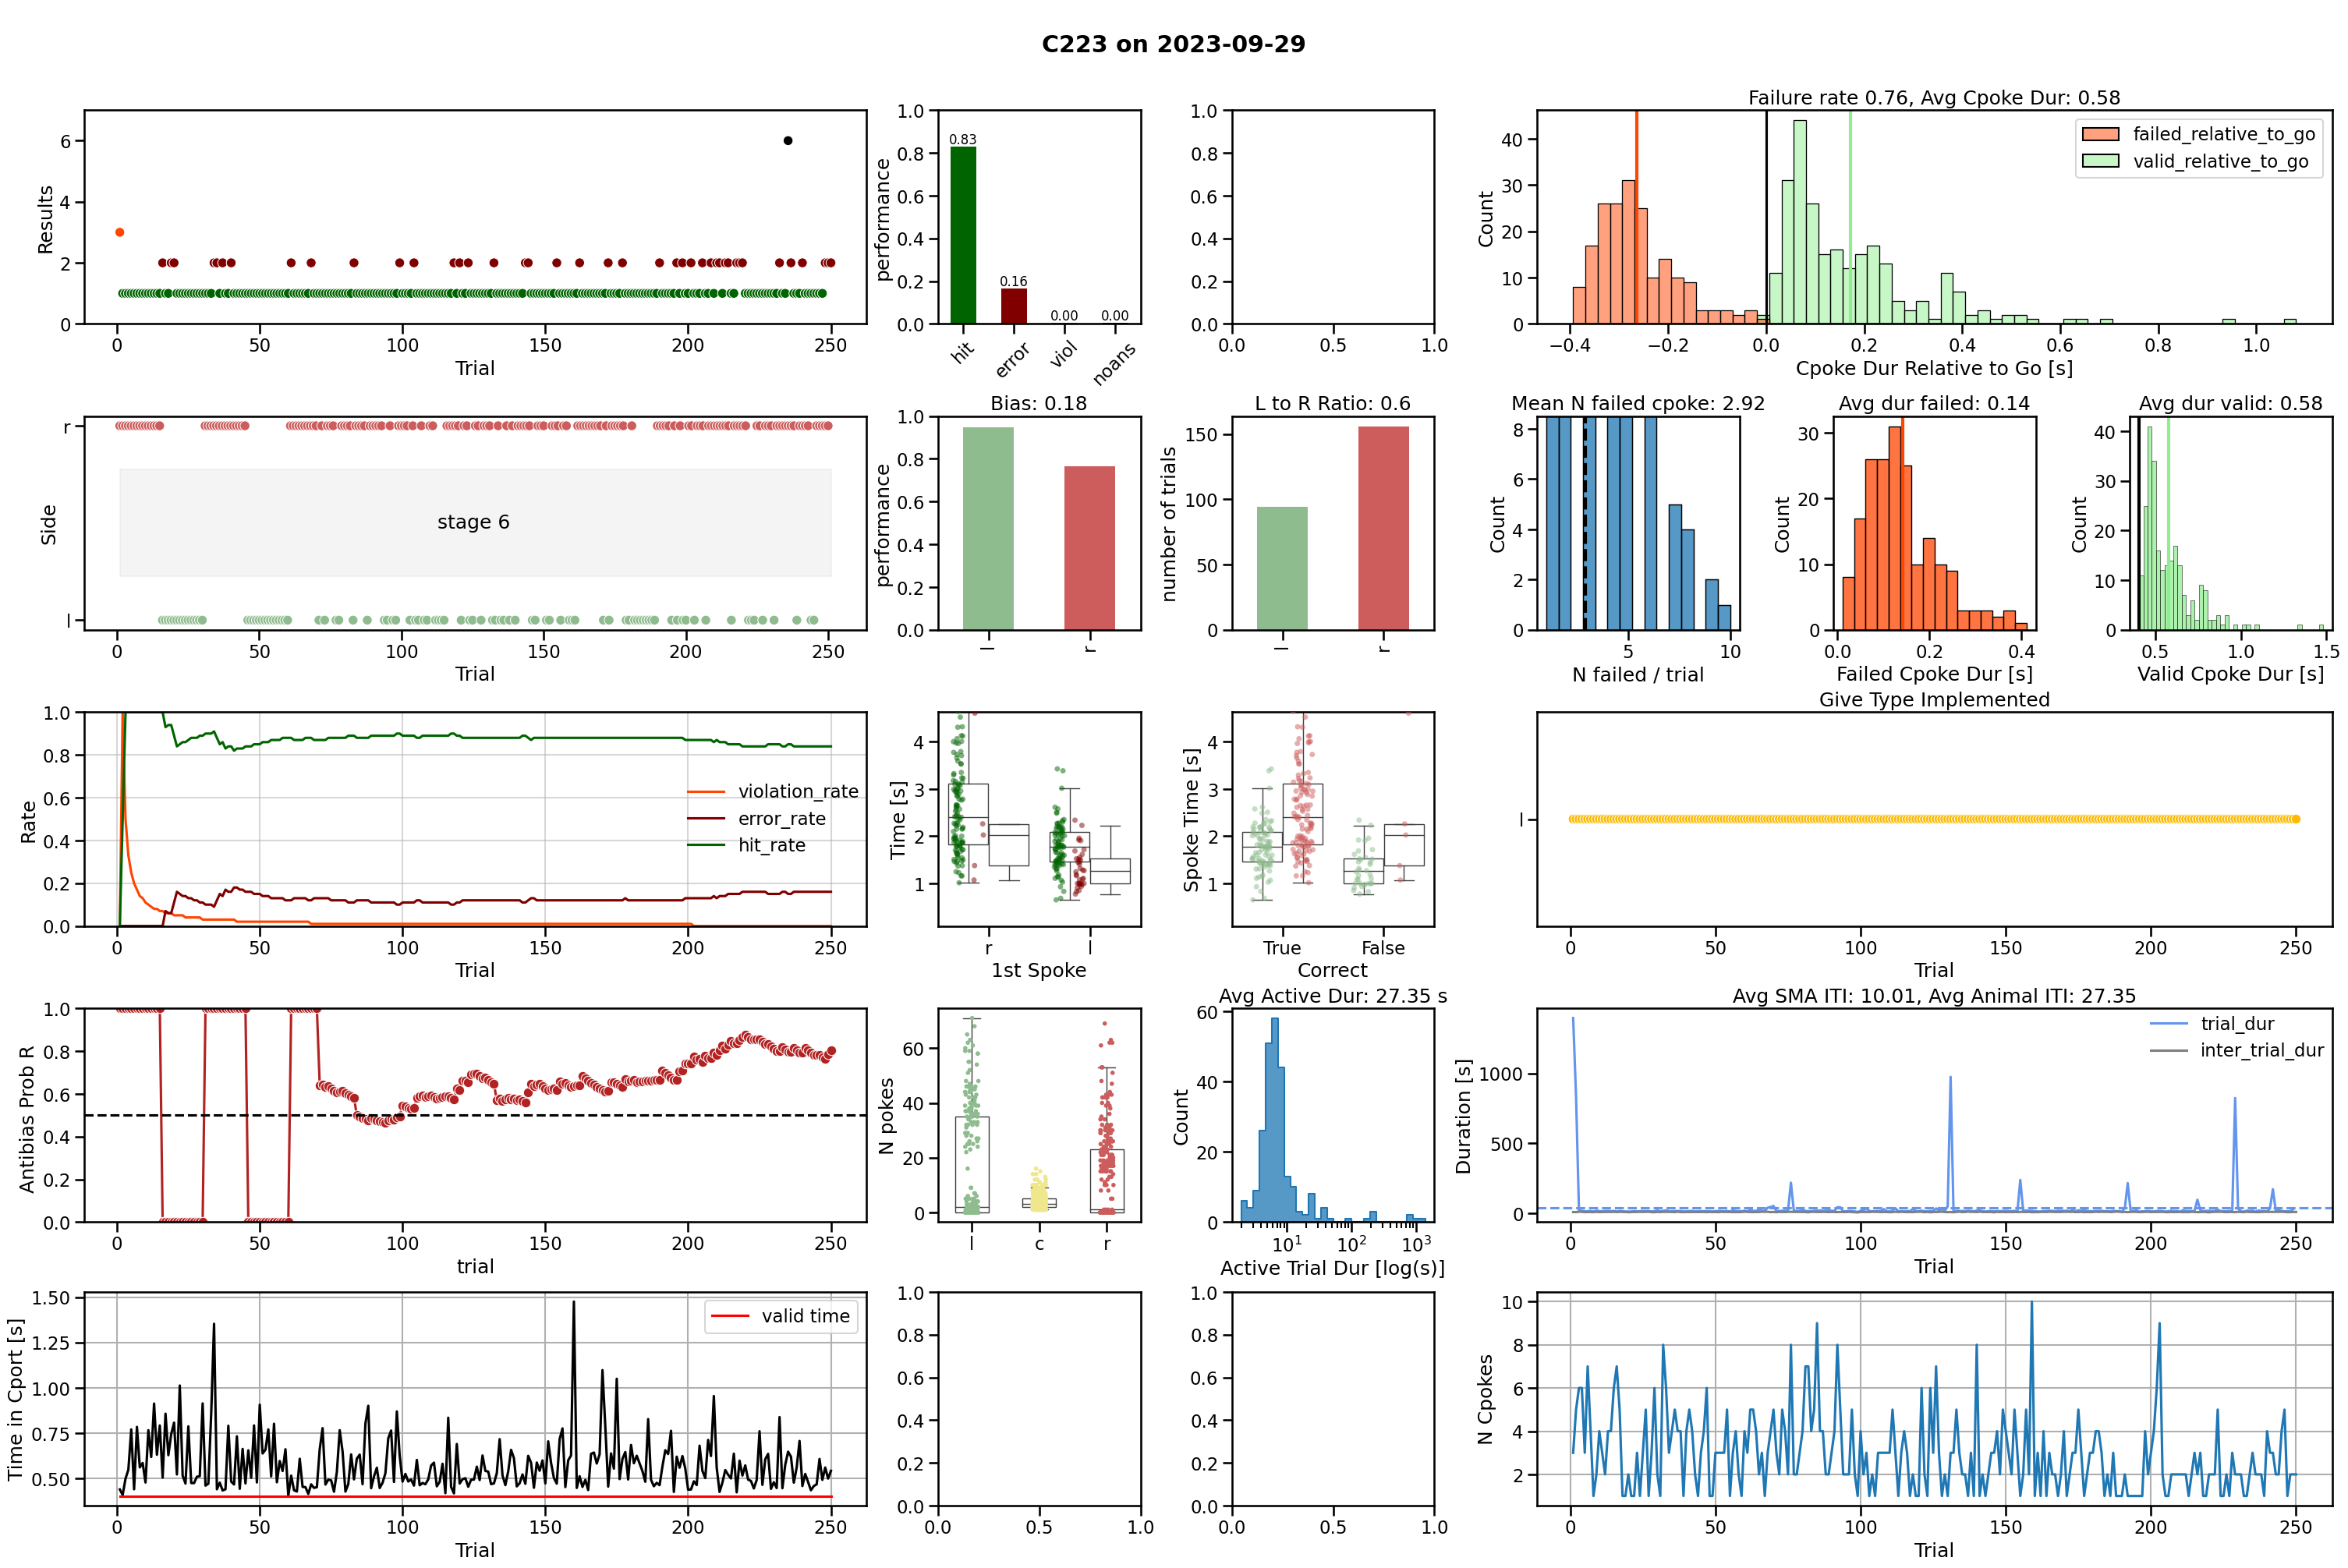 C223 on 2023-09-29
Results
6
4
2
0
0
50
100
150
200
250
Trial
performance
1.0
0.8
0.6
0.4
0.2
0.0
0.83
0.16
0.00
0.00
hit
error
viol
noans
1.0
0.8
0.6
0.4
0.2
0.0
0.0
0.5
1.0
Failure rate 0.76, Avg Cpoke Dur: 0.58
failed_relative_to_go
valid_relative_to_go
Count
40
30
20
10
0
−0.4
−0.2
0.0
0.2
0.4
0.6
0.8
1.0
Cpoke Dur Relative to Go [s]
Side
r
l
stage 6
0
50
100
150
200
250
Trial
Bias: 0.18
performance
1.0
0.8
0.6
0.4
0.2
0.0
l
r
L to R Ratio: 0.6
number of trials
150
100
50
0
l
r
Mean N failed cpoke: 2.92
Count
8
6
4
2
0
5
10
N failed / trial
Avg dur failed: 0.14
Count
30
20
10
0
0.0
0.2
0.4
Failed Cpoke Dur [s]
Avg dur valid: 0.58
Count
40
30
20
10
0
0.5
1.0
1.5
Valid Cpoke Dur [s]
Rate
1.0
0.8
0.6
0.4
0.2
0.0
violation_rate
error_rate
hit_rate
0
50
100
150
200
250
Trial
Time [s]
4
3
2
1
r
l
1st Spoke
Spoke Time [s]
4
3
2
1
True
False
Correct
Give Type Implemented
l
0
50
100
150
200
250
Trial
Antibias Prob R
1.0
0.8
0.6
0.4
0.2
0.0
0
50
100
150
200
250
trial
N pokes
60
40
20
0
l
c
r
Avg Active Dur: 27.35 s
Count
60
40
20
0
10¹
10²
10³
Active Trial Dur [log(s)]
Avg SMA ITI: 10.01, Avg Animal ITI: 27.35
trial_dur
inter_trial_dur
Duration [s]
1000
500
0
0
50
100
150
200
250
Trial
Time in Cport [s]
1.50
1.25
1.00
0.75
0.50
valid time
0
50
100
150
200
250
Trial
1.0
0.8
0.6
0.4
0.2
0.0
0.0
0.5
1.0
1.0
0.8
0.6
0.4
0.2
0.0
0.0
0.5
1.0
N Cpokes
10
8
6
4
2
0
50
100
150
200
250
Trial